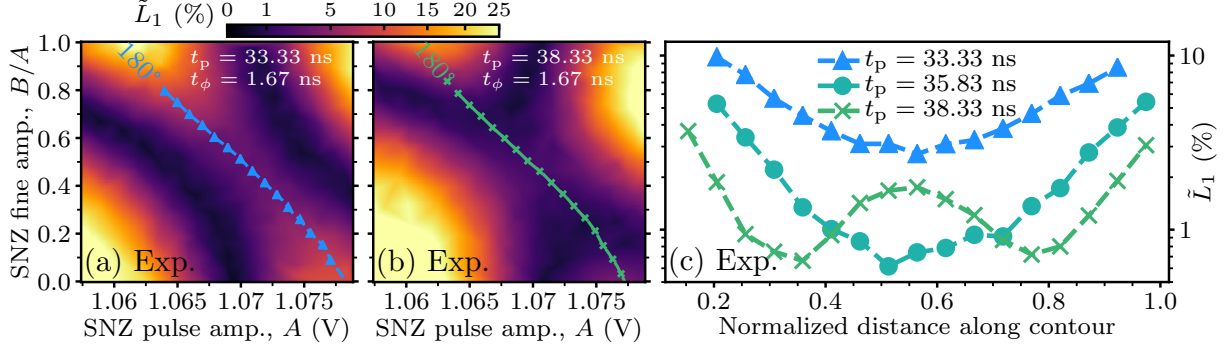 L̃₁ (%)
0 1 5 10 15 20 25
SNZ fine amp., B/A
1.0
0.8
0.6
0.4
0.2
0.0
180°
tₚ = 33.33 ns
t_ϕ = 1.67 ns
(a) Exp.
1.06 1.065 1.07 1.075
SNZ pulse amp., A (V)
180°
tₚ = 38.33 ns
t_ϕ = 1.67 ns
(b) Exp.
1.06 1.065 1.07 1.075
SNZ pulse amp., A (V)
tₚ = 33.33 ns
tₚ = 35.83 ns
tₚ = 38.33 ns
(c) Exp.
0.2 0.4 0.6 0.8 1.0
Normalized distance along contour
10
1
L̃₁ (%)